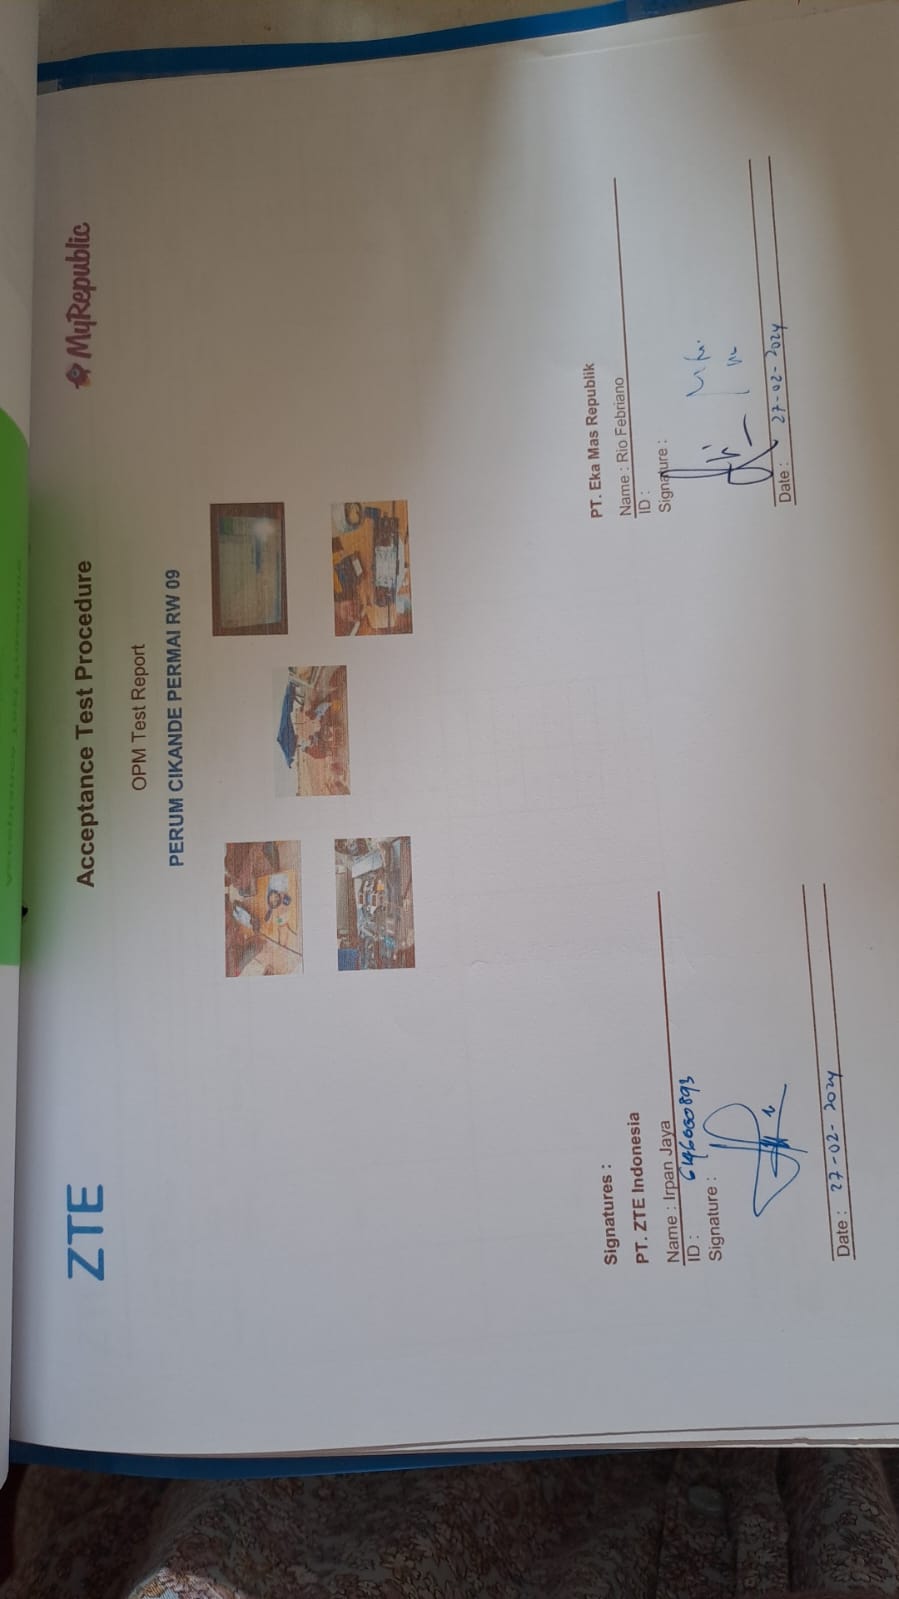 ZTE
Acceptance Test Procedure
MyRepublic
OPM Test Report
PERUM CIKANDE PERMAI RW 09
Signatures :
PT. ZTE Indonesia
Name : Irpan Jaya
ID : 6146000893
Signature :
Date : 27-02-2024
PT. Eka Mas Republik
Name : Rio Febriano
ID :
Signature :
Date : 27-02-2024